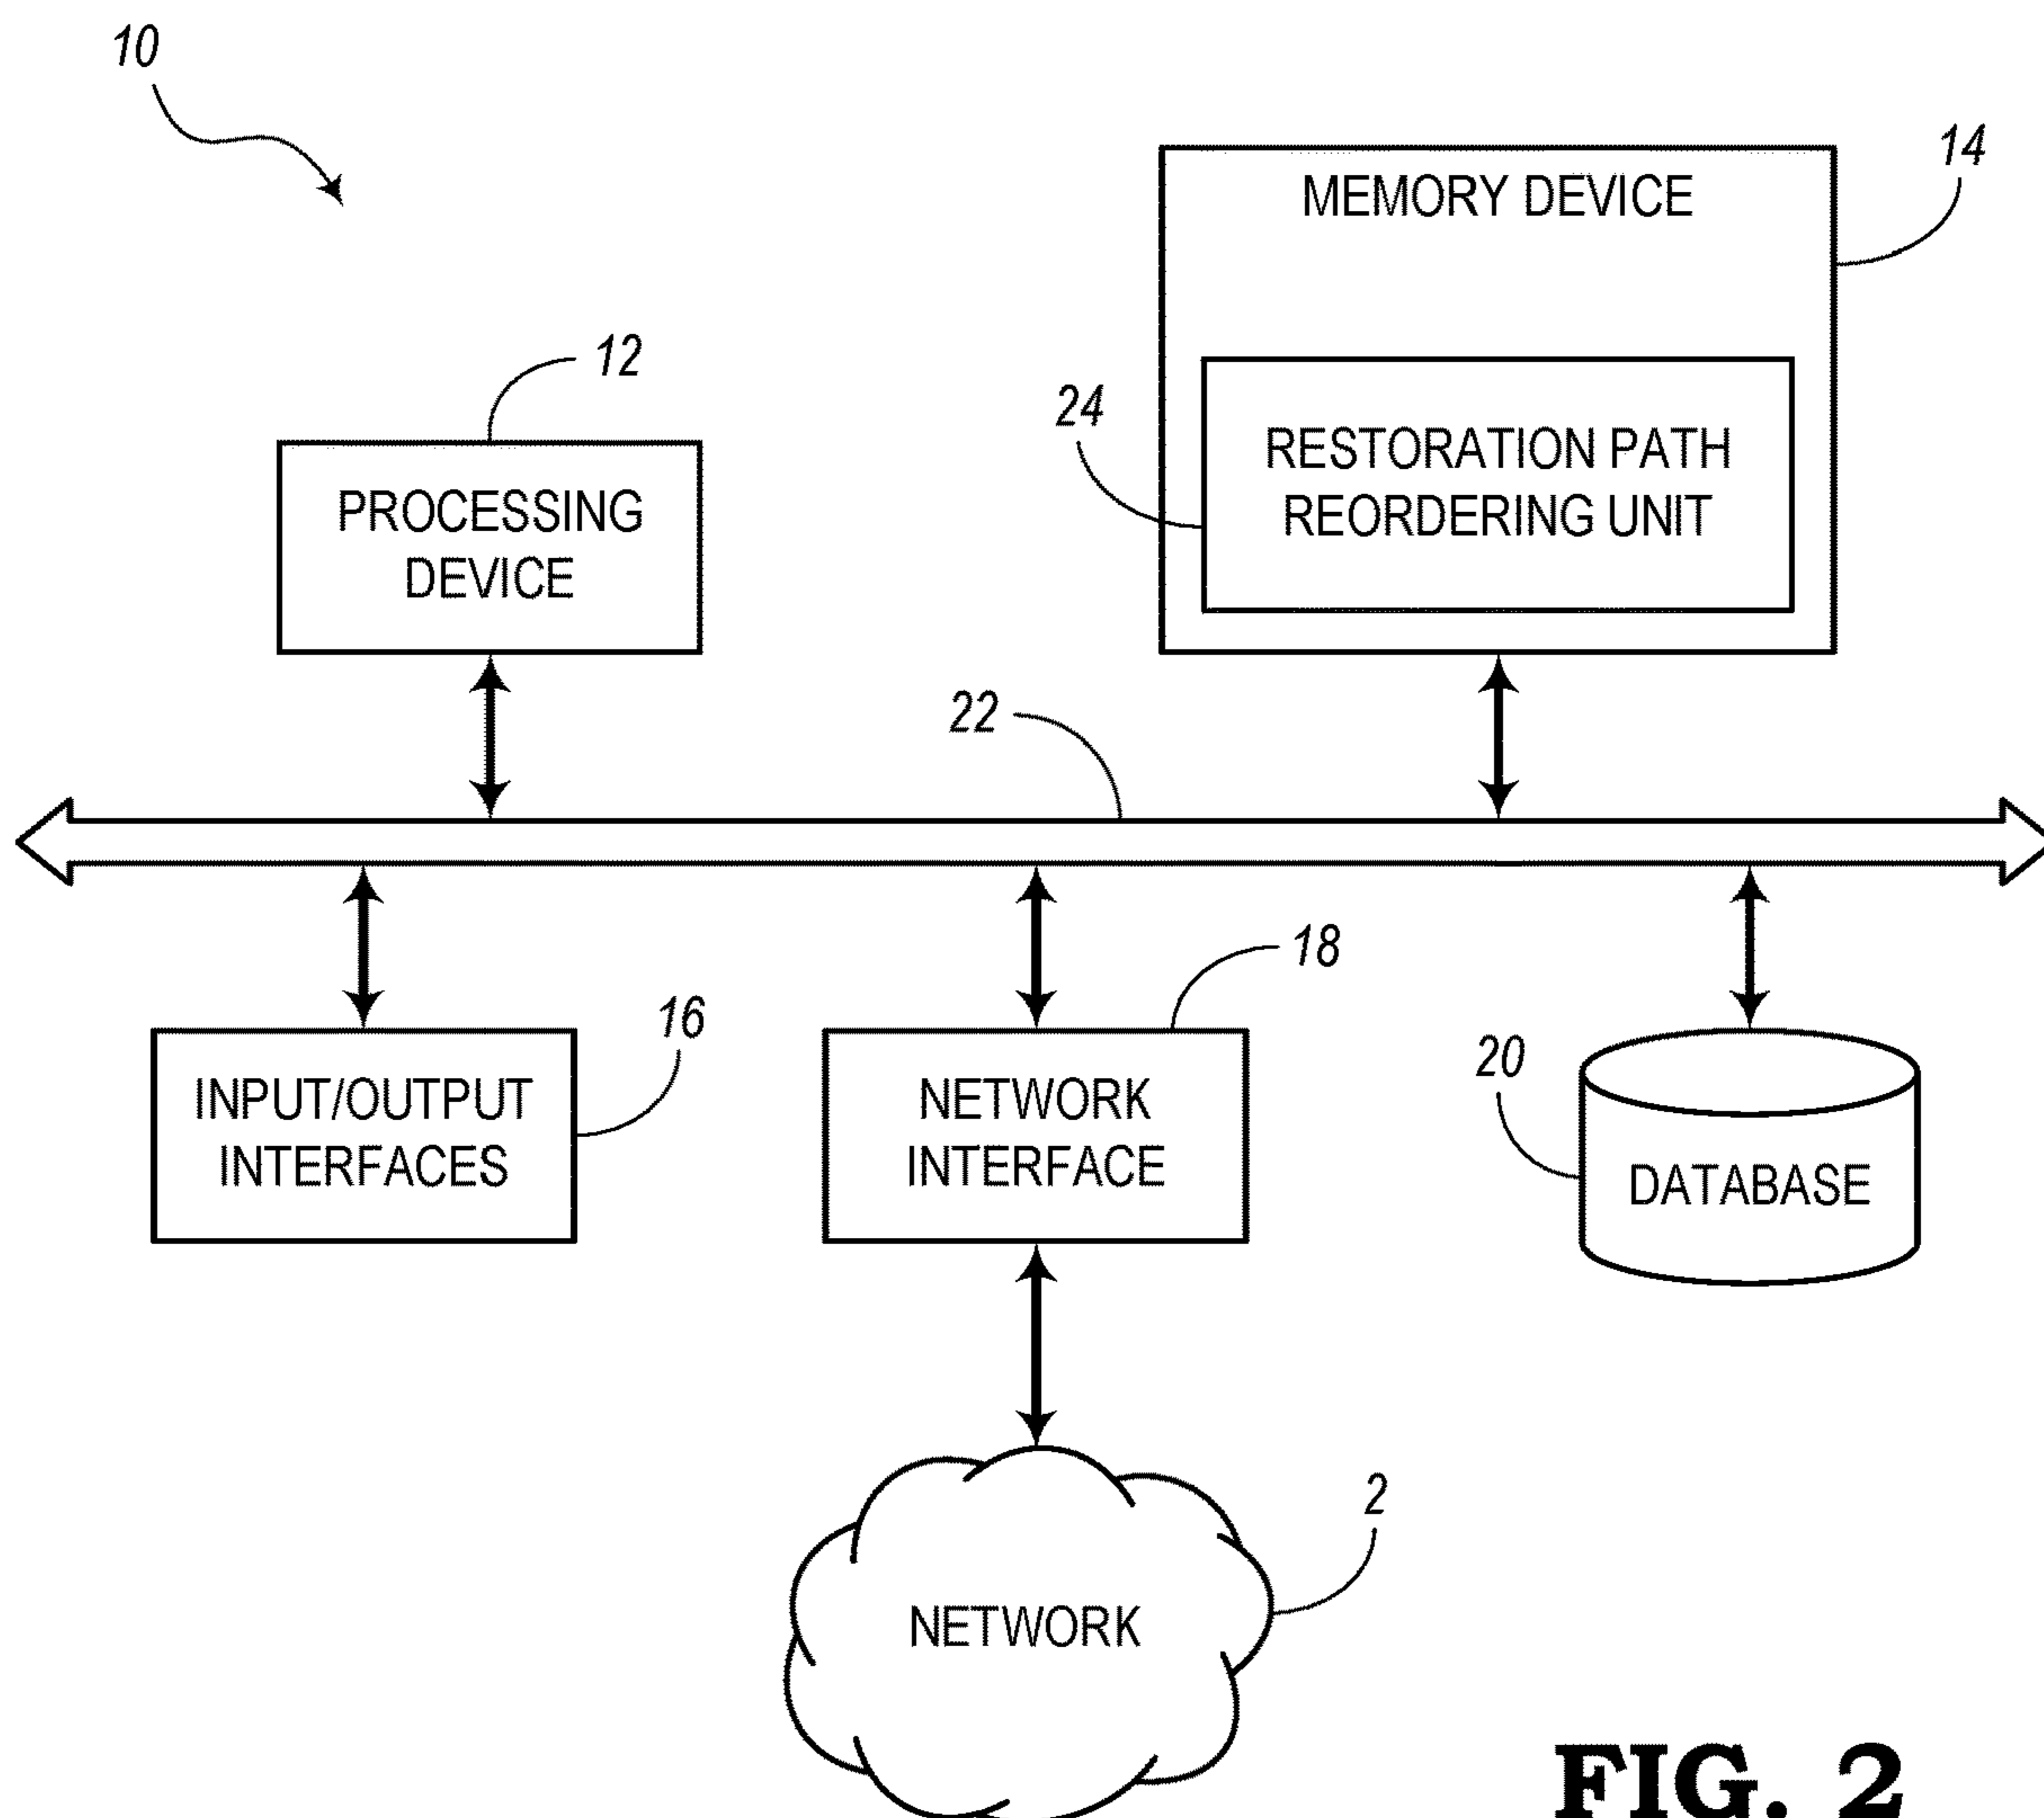 10
14
MEMORY DEVICE
12
24
RESTORATION PATH
REORDERING UNIT
PROCESSING
DEVICE
22
18
16
INPUT/OUTPUT
INTERFACES
NETWORK
INTERFACE
20
DATABASE
2
NETWORK
FIG. 2